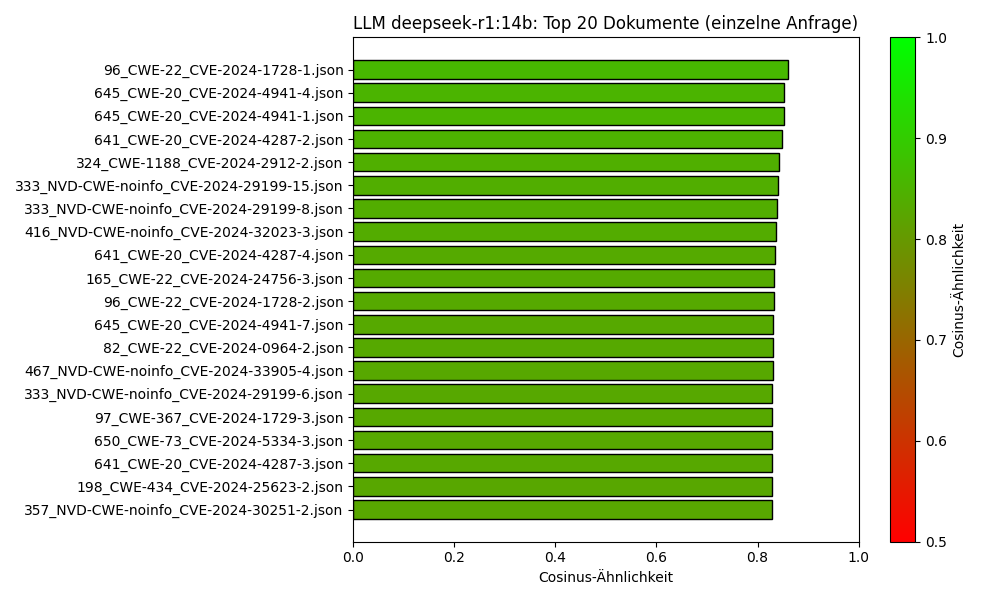 LLM deepseek-r1:14b: Top 20 Dokumente (einzelne Anfrage)
96_CWE-22_CVE-2024-1728-1.json
645_CWE-20_CVE-2024-4941-4.json
645_CWE-20_CVE-2024-4941-1.json
641_CWE-20_CVE-2024-4287-2.json
324_CWE-1188_CVE-2024-2912-2.json
333_NVD-CWE-noinfo_CVE-2024-29199-15.json
333_NVD-CWE-noinfo_CVE-2024-29199-8.json
416_NVD-CWE-noinfo_CVE-2024-32023-3.json
641_CWE-20_CVE-2024-4287-4.json
165_CWE-22_CVE-2024-24756-3.json
96_CWE-22_CVE-2024-1728-2.json
645_CWE-20_CVE-2024-4941-7.json
82_CWE-22_CVE-2024-0964-2.json
467_NVD-CWE-noinfo_CVE-2024-33905-4.json
333_NVD-CWE-noinfo_CVE-2024-29199-6.json
97_CWE-367_CVE-2024-1729-3.json
650_CWE-73_CVE-2024-5334-3.json
641_CWE-20_CVE-2024-4287-3.json
198_CWE-434_CVE-2024-25623-2.json
357_NVD-CWE-noinfo_CVE-2024-30251-2.json
0.0 0.2 0.4 0.6 0.8 1.0
Cosinus-Ähnlichkeit
1.0
0.9
0.8
0.7
0.6
0.5
Cosinus-Ähnlichkeit